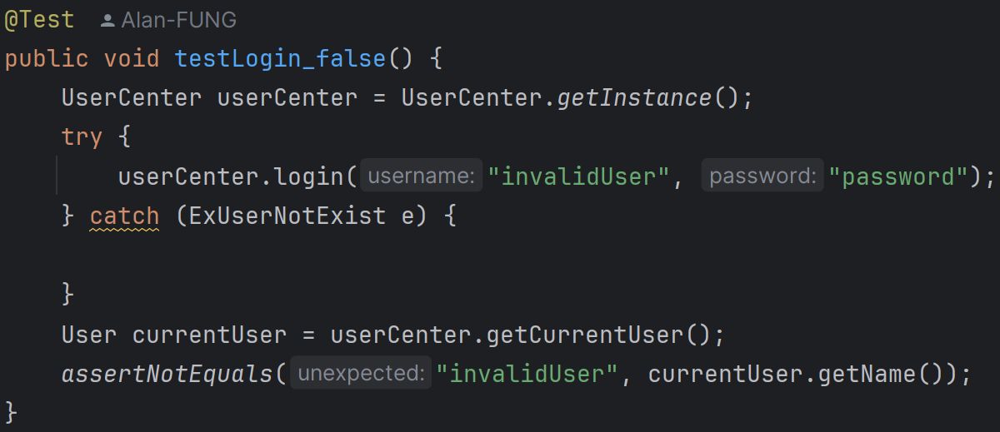 @Test Alan-FUNG
public void testLogin_false() {
    UserCenter userCenter = UserCenter.getInstance();
    try {
        userCenter.login( username: "invalidUser", password: "password");
    } catch (ExUserNotExist e) {

    }
    User currentUser = userCenter.getCurrentUser();
    assertNotEquals( unexpected: "invalidUser", currentUser.getName());
}